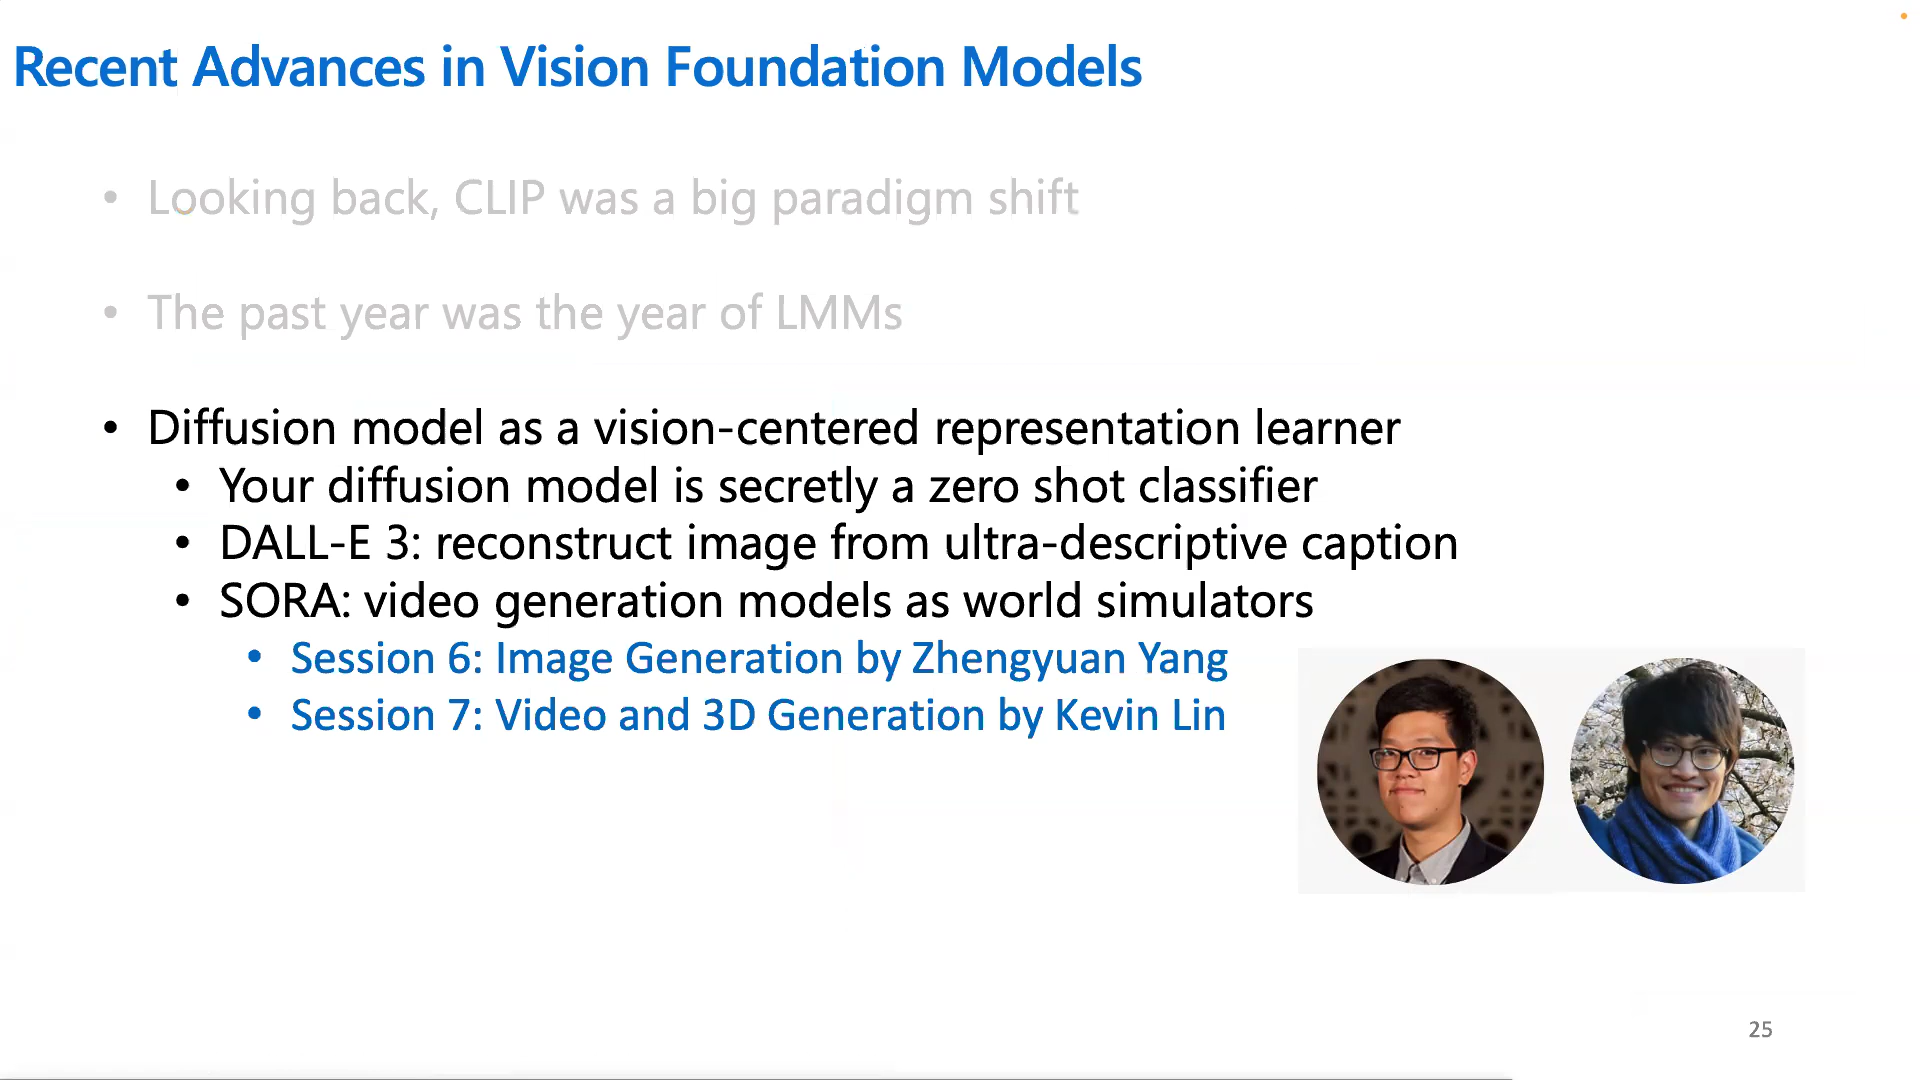 Recent Advances in Vision Foundation Models
• Looking back, CLIP was a big paradigm shift
• The past year was the year of LMMs
• Diffusion model as a vision-centered representation learner
• Your diffusion model is secretly a zero shot classifier
• DALL-E 3: reconstruct image from ultra-descriptive caption
• SORA: video generation models as world simulators
• Session 6: Image Generation by Zhengyuan Yang
• Session 7: Video and 3D Generation by Kevin Lin
25